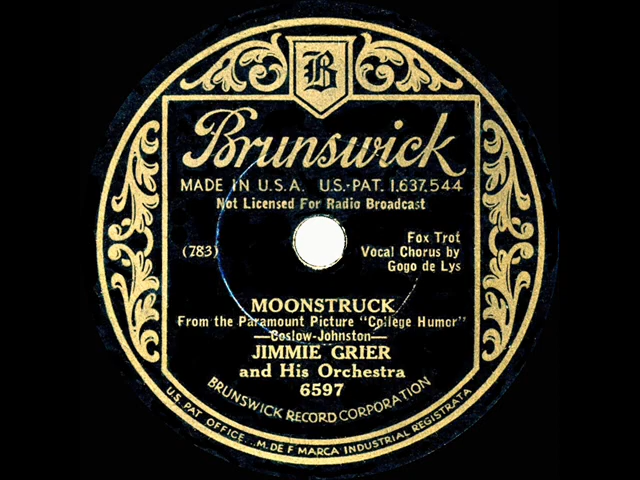 B
Brunswick
MADE IN U.S.A. U.S.-PAT. 1.637.544
Not Licensed For Radio Broadcast
(783)
Fox Trot
Vocal Chorus by
Gogo de Lys
MOONSTRUCK
From the Paramount Picture "College Humor"
—Coslow-Johnston—
JIMMIE GRIER
and His Orchestra
6597
BRUNSWICK RECORD CORPORATION
U.S. PAT. OFFICE...M. DE F. MARCA INDUSTRIAL REGISTRATA